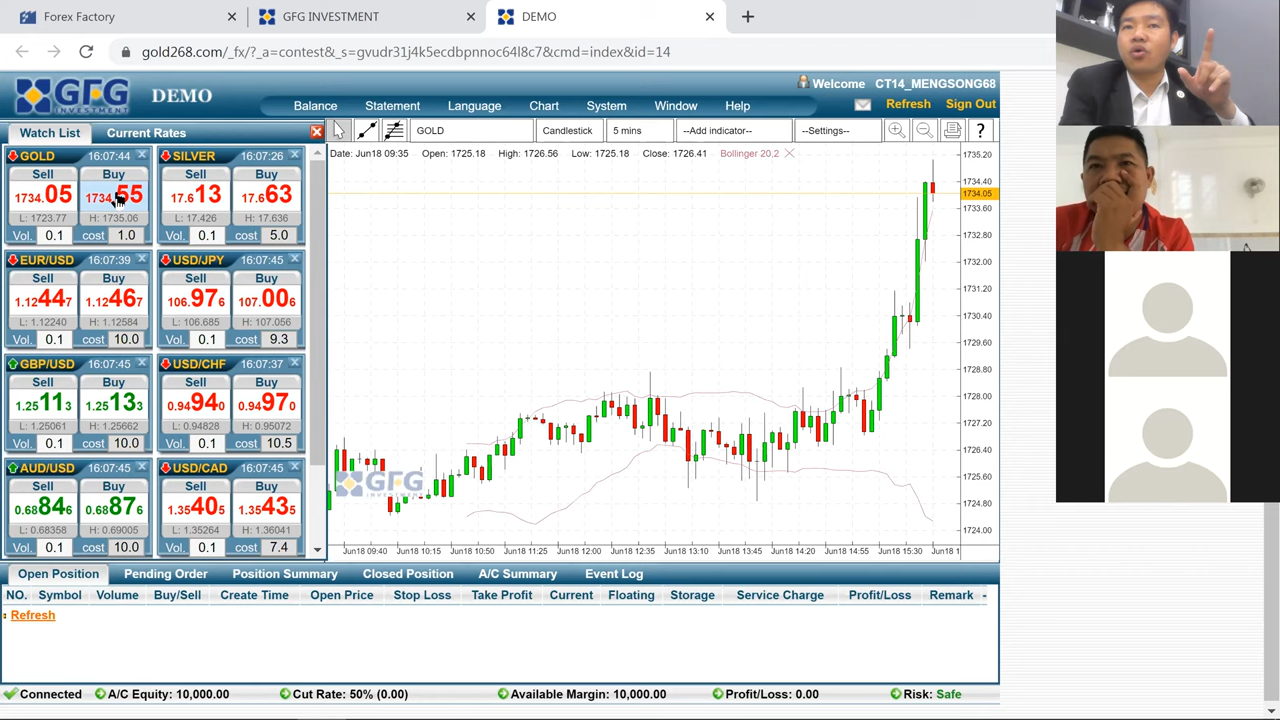 Forex Factory
GFG INVESTMENT
DEMO
gold268.com/_fx/?_a=contest&_s=gvudr31j4k5ecdbpnnoc64l8c7&cmd=index&id=14
GFG
INVESTMENT
DEMO
Welcome CT14_MENGSONG68
Balance Statement Language Chart System Window Help
Refresh Sign Out
Watch List Current Rates
GOLD Candlestick 5 mins --Add indicator-- --Settings-- ?
Date: Jun18 09:35 Open: 1725.18 High: 1726.56 Low: 1725.18 Close: 1726.41 Bollinger 20,2
GOLD 16:07:44
Sell Buy
1734.05 1734.55
L: 1723.77 H: 1735.06
Vol. 0.1 cost 1.0
SILVER 16:07:26
Sell Buy
17.613 17.663
L: 17.426 H: 17.636
Vol. 0.1 cost 5.0
EUR/USD 16:07:39
Sell Buy
1.12447 1.12467
L: 1.12240 H: 1.12584
Vol. 0.1 cost 10.0
USD/JPY 16:07:45
Sell Buy
106.976 107.006
L: 106.685 H: 107.056
Vol. 0.1 cost 9.3
GBP/USD 16:07:45
Sell Buy
1.25113 1.25133
L: 1.25061 H: 1.25662
Vol. 0.1 cost 10.0
USD/CHF 16:07:37
Sell Buy
0.94940 0.94970
L: 0.94828 H: 0.95072
Vol. 0.1 cost 10.5
AUD/USD 16:07:45
Sell Buy
0.68846 0.68876
L: 0.68358 H: 0.69005
Vol. 0.1 cost 10.0
USD/CAD 16:07:45
Sell Buy
1.35405 1.35435
L: 1.35264 H: 1.36041
Vol. 0.1 cost 7.4
1735.20
1734.40
1734.05
1733.60
1732.80
1732.00
1731.20
1730.40
1729.60
1728.80
1728.00
1727.20
1726.40
1725.60
1724.80
1724.00
GFG
INVESTMENT
Jun18 09:40 Jun18 10:15 Jun18 10:50 Jun18 11:25 Jun18 12:00 Jun18 12:35 Jun18 13:10 Jun18 13:45 Jun18 14:20 Jun18 14:55 Jun18 15:30 Jun18 1
Open Position Pending Order Position Summary Closed Position A/C Summary Event Log
NO. Symbol Volume Buy/Sell Create Time Open Price Stop Loss Take Profit Current Floating Storage Service Charge Profit/Loss Remark -
Refresh
Connected A/C Equity: 10,000.00 Cut Rate: 50% (0.00) Available Margin: 10,000.00 Profit/Loss: 0.00 Risk: Safe